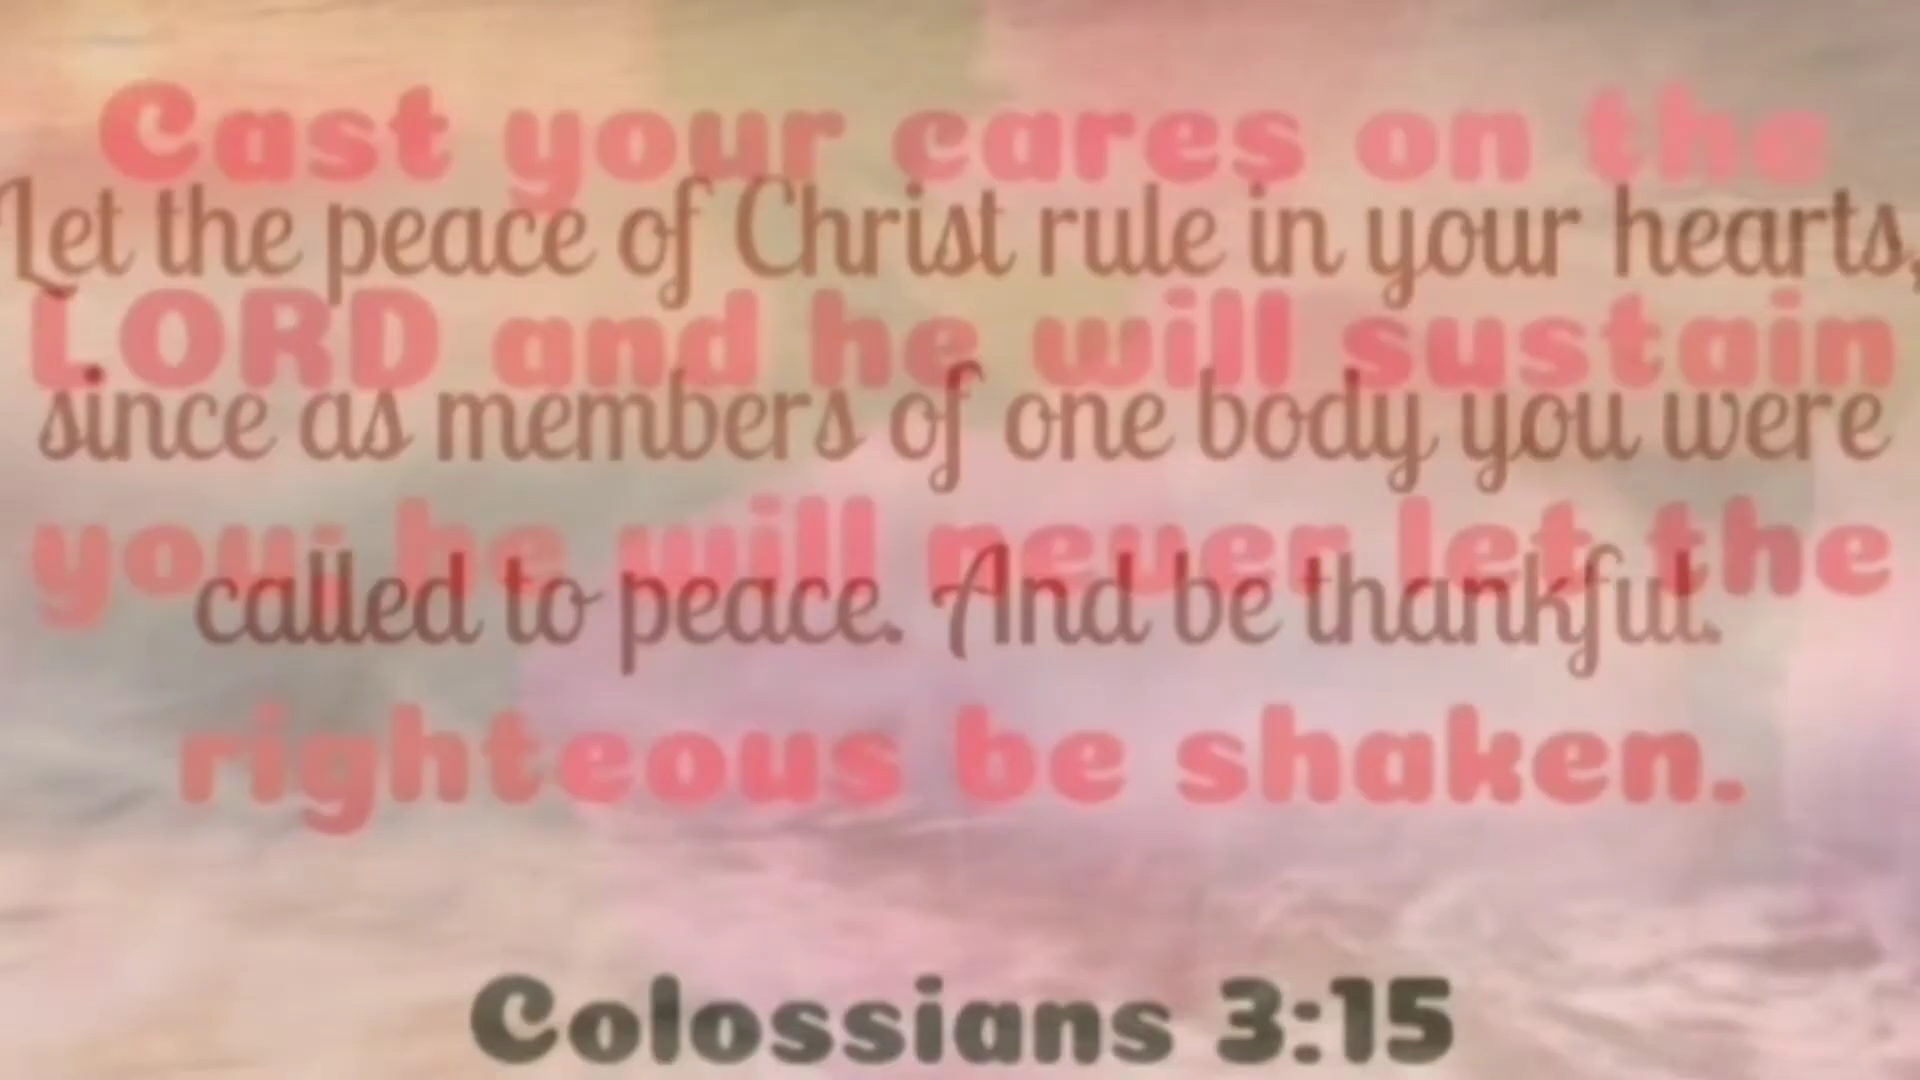 Cast your cares on the
Let the peace of Christ rule in your hearts,
LORD and he will sustain
since as members of one body you were
you; he will never let the
called to peace. And be thankful.
righteous be shaken.
Colossians 3:15